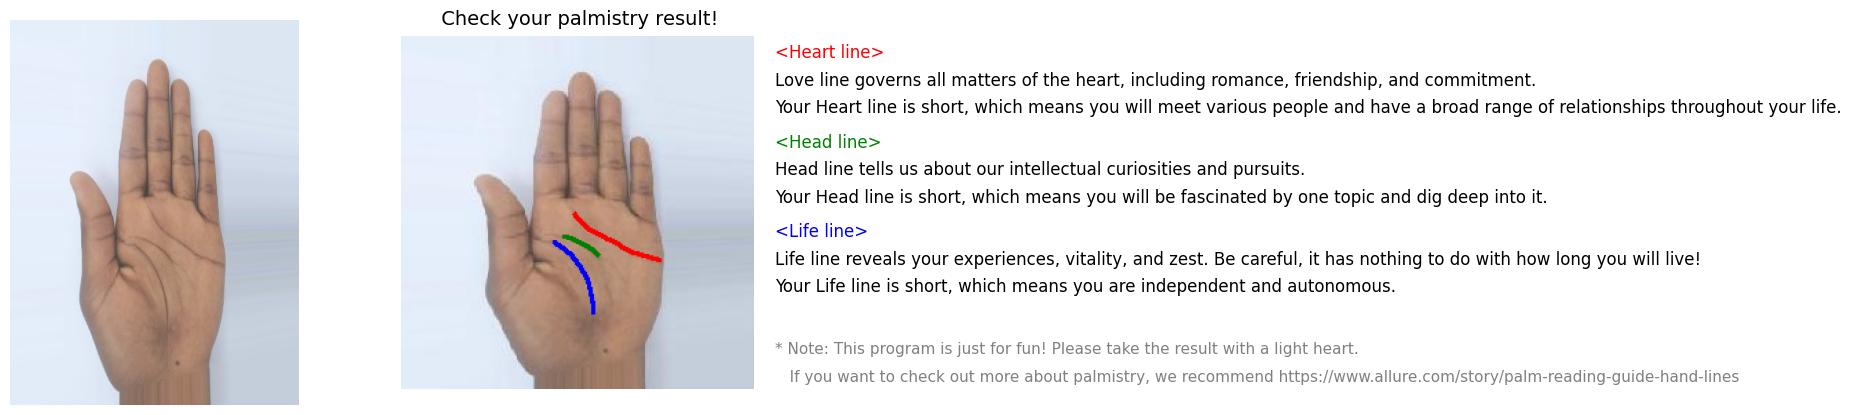 Check your palmistry result!
<Heart line>
Love line governs all matters of the heart, including romance, friendship, and commitment.
Your Heart line is short, which means you will meet various people and have a broad range of relationships throughout your life.
<Head line>
Head line tells us about our intellectual curiosities and pursuits.
Your Head line is short, which means you will be fascinated by one topic and dig deep into it.
<Life line>
Life line reveals your experiences, vitality, and zest. Be careful, it has nothing to do with how long you will live!
Your Life line is short, which means you are independent and autonomous.
* Note: This program is just for fun! Please take the result with a light heart.
If you want to check out more about palmistry, we recommend https://www.allure.com/story/palm-reading-guide-hand-lines